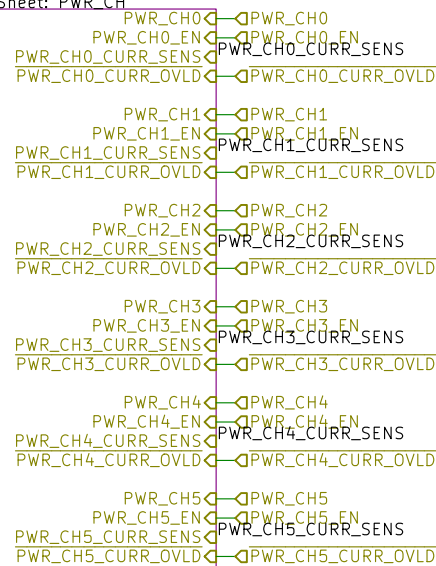 Sheet: PWR_CH
PWR_CH0 PWR_CH0
PWR_CH0_EN PWR_CH0_EN
PWR_CH0_CURR_SENS PWR_CH0_CURR_SENS
PWR_CH0_CURR_OVLD PWR_CH0_CURR_OVLD
PWR_CH1 PWR_CH1
PWR_CH1_EN PWR_CH1_EN
PWR_CH1_CURR_SENS PWR_CH1_CURR_SENS
PWR_CH1_CURR_OVLD PWR_CH1_CURR_OVLD
PWR_CH2 PWR_CH2
PWR_CH2_EN PWR_CH2_EN
PWR_CH2_CURR_SENS PWR_CH2_CURR_SENS
PWR_CH2_CURR_OVLD PWR_CH2_CURR_OVLD
PWR_CH3 PWR_CH3
PWR_CH3_EN PWR_CH3_EN
PWR_CH3_CURR_SENS PWR_CH3_CURR_SENS
PWR_CH3_CURR_OVLD PWR_CH3_CURR_OVLD
PWR_CH4 PWR_CH4
PWR_CH4_EN PWR_CH4_EN
PWR_CH4_CURR_SENS PWR_CH4_CURR_SENS
PWR_CH4_CURR_OVLD PWR_CH4_CURR_OVLD
PWR_CH5 PWR_CH5
PWR_CH5_EN PWR_CH5_EN
PWR_CH5_CURR_SENS PWR_CH5_CURR_SENS
PWR_CH5_CURR_OVLD PWR_CH5_CURR_OVLD